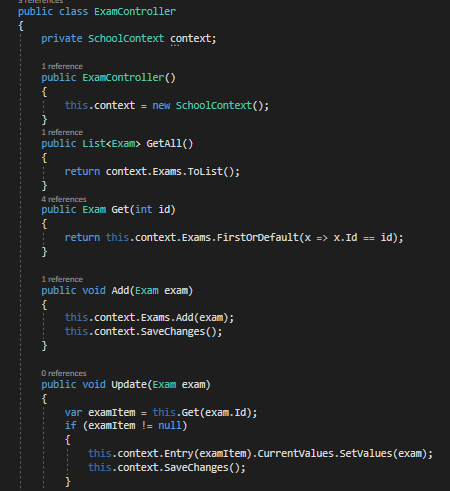 3 references
public class ExamController
{
private SchoolContext context;
1 reference
public ExamController()
{
this.context = new SchoolContext();
}
1 reference
public List<Exam> GetAll()
{
return context.Exams.ToList();
}
4 references
public Exam Get(int id)
{
return this.context.Exams.FirstOrDefault(x => x.Id == id);
}
1 reference
public void Add(Exam exam)
{
this.context.Exams.Add(exam);
this.context.SaveChanges();
}
0 references
public void Update(Exam exam)
{
var examItem = this.Get(exam.Id);
if (examItem != null)
{
this.context.Entry(examItem).CurrentValues.SetValues(exam);
this.context.SaveChanges();
}